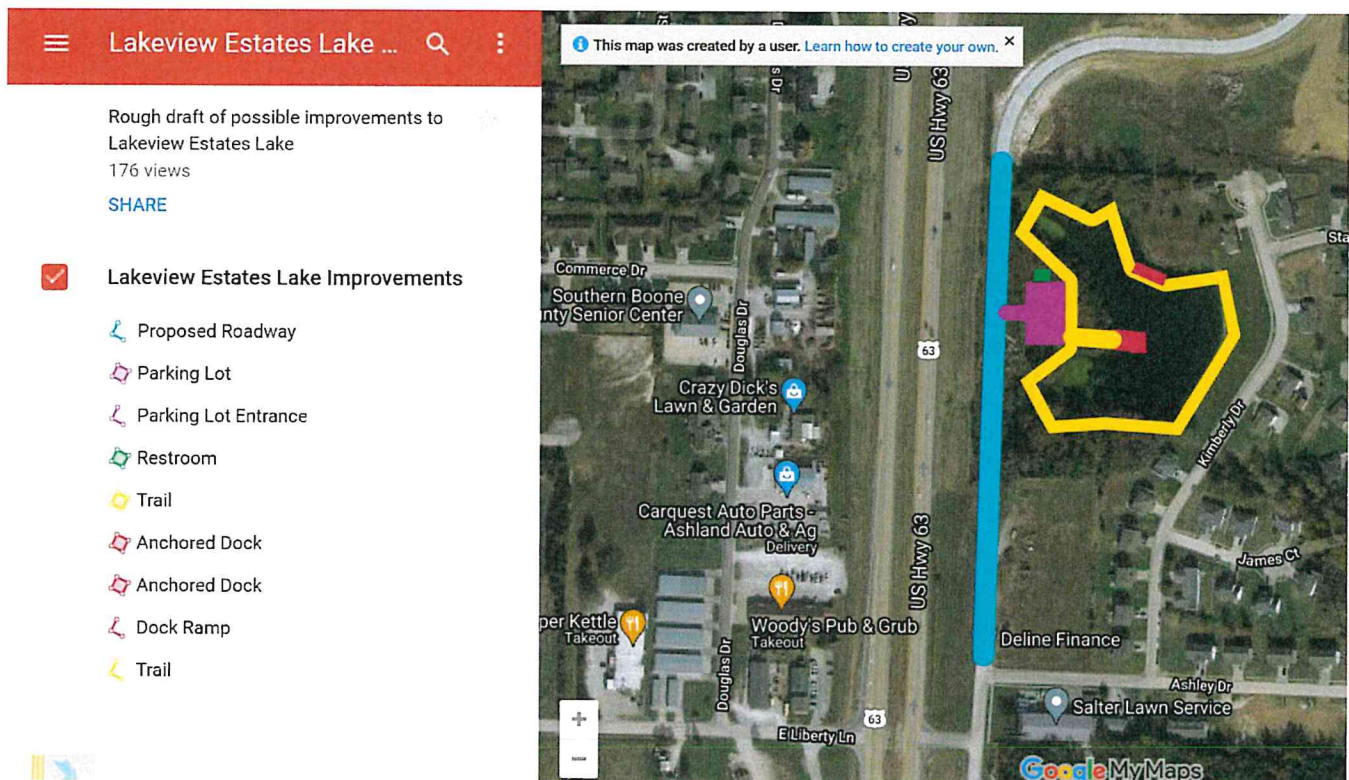 Lakeview Estates Lake ...
Rough draft of possible improvements to
Lakeview Estates Lake
176 views
SHARE
Lakeview Estates Lake Improvements
Proposed Roadway
Parking Lot
Parking Lot Entrance
Restroom
Trail
Anchored Dock
Anchored Dock
Dock Ramp
Trail
This map was created by a user. Learn how to create your own.
s Dr
US Hwy 63
Sta
Commerce Dr
Southern Boone
nty Senior Center
Douglas Dr
63
Crazy Dick's
Lawn & Garden
Kimberly Dr
Carquest Auto Parts -
Ashland Auto & Ag
Delivery
US Hwy 63
James Ct
per Kettle
Takeout
Woody's Pub & Grub
Takeout
Deline Finance
Douglas Dr
Ashley Dr
Salter Lawn Service
63
E Liberty Ln
Google My Maps